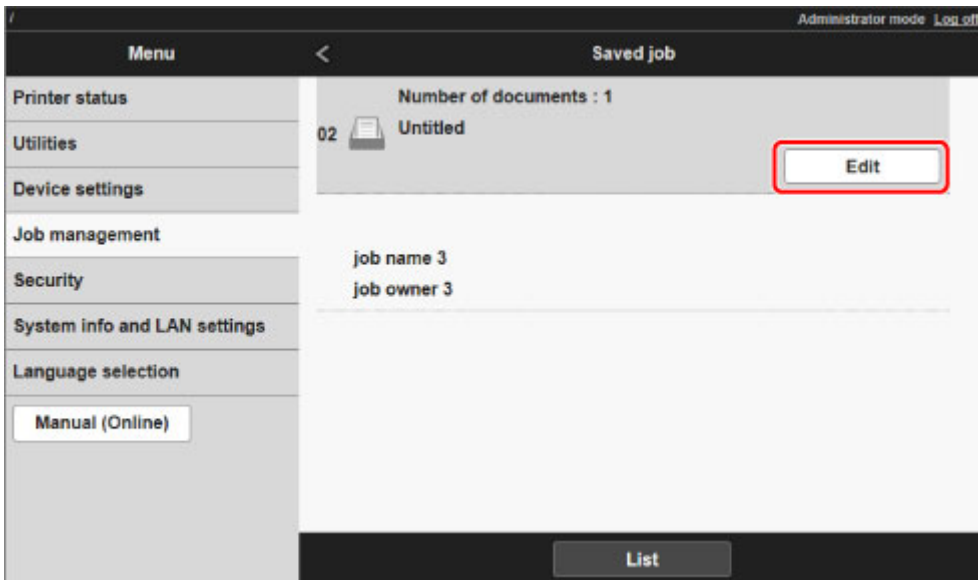 /
Administrator mode Log off
Menu
< Saved job
Printer status
Utilities
Device settings
Job management
Security
System info and LAN settings
Language selection
Manual (Online)
Number of documents : 1
02 Untitled
Edit
job name 3
job owner 3
List